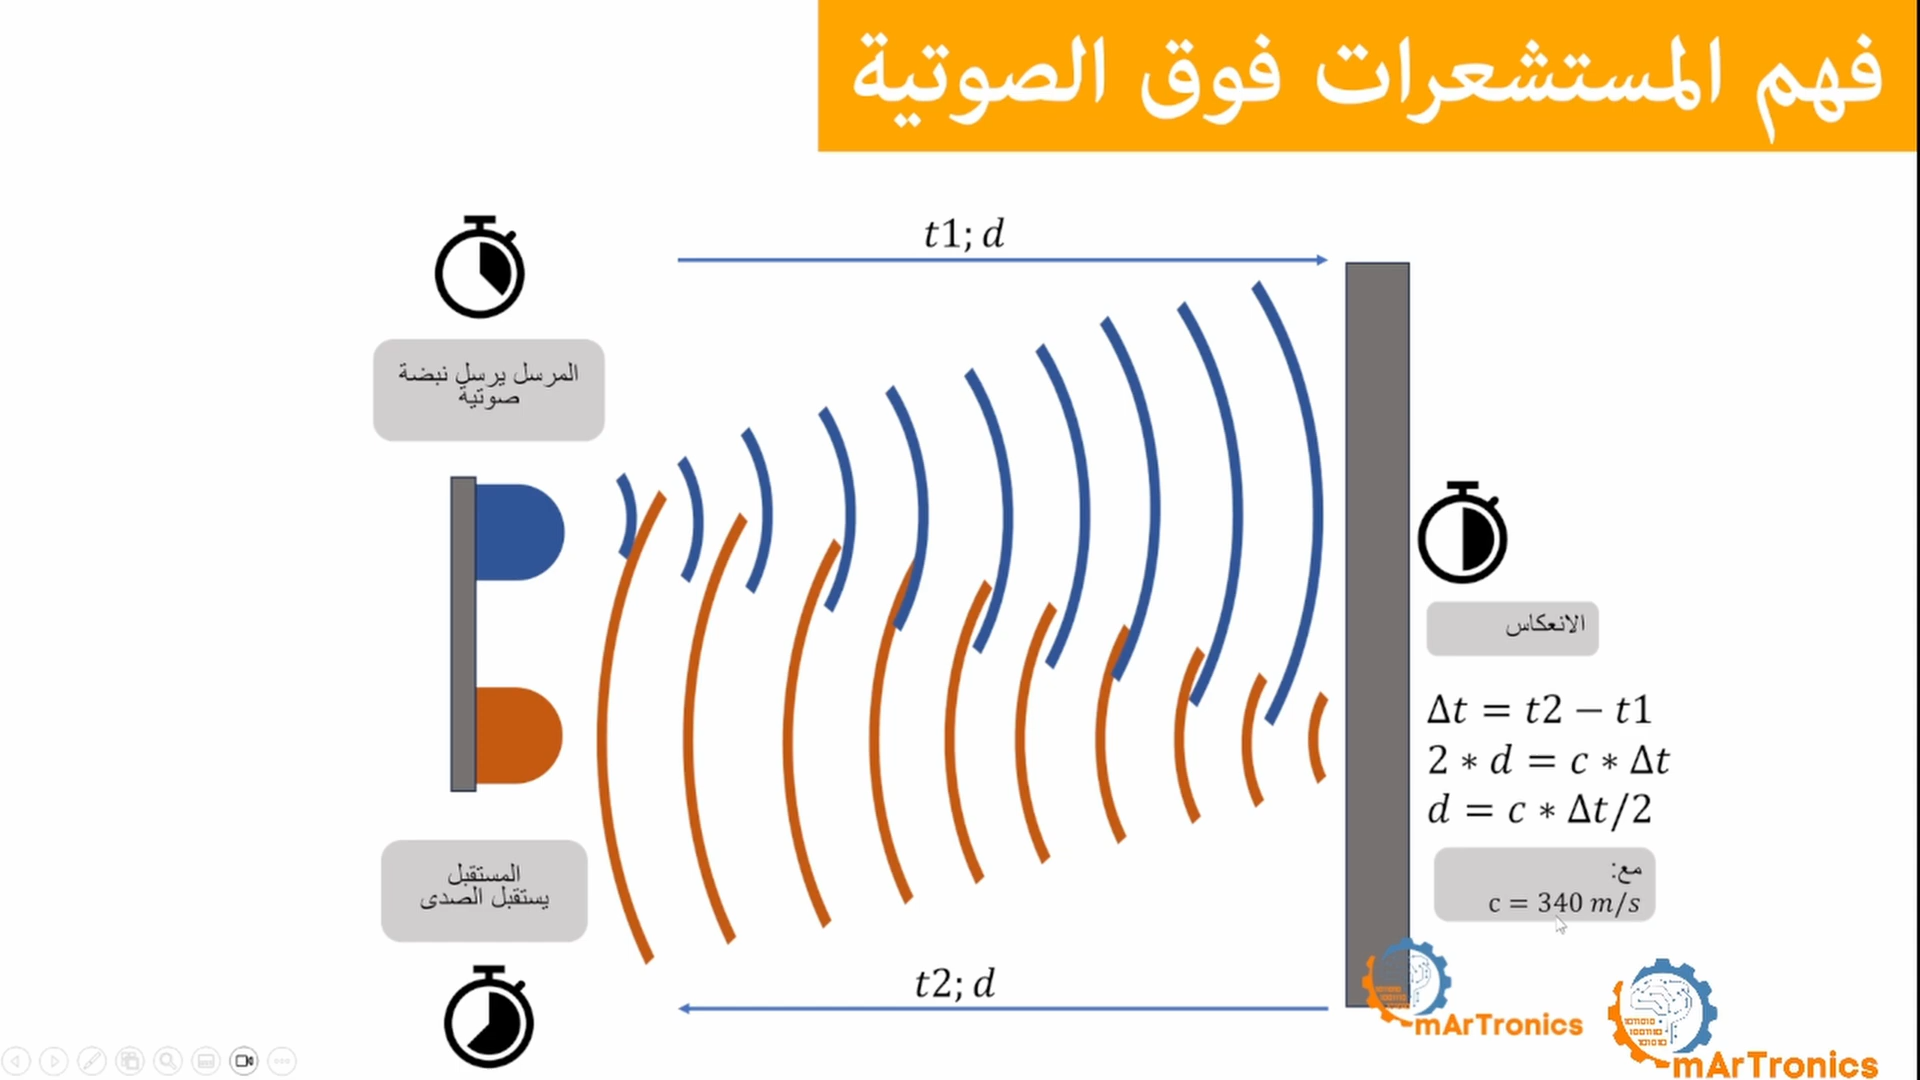 فهم المستشعرات فوق الصوتية
t1; d
المرسل يرسل نبضة
صوتية
الانعكاس
Δt = t2 − t1
2 ∗ d = c ∗ Δt
d = c ∗ Δt/2
مع:
c = 340 m/s
المستقبل
يستقبل الصدى
t2; d
mArTronics
mArTronics